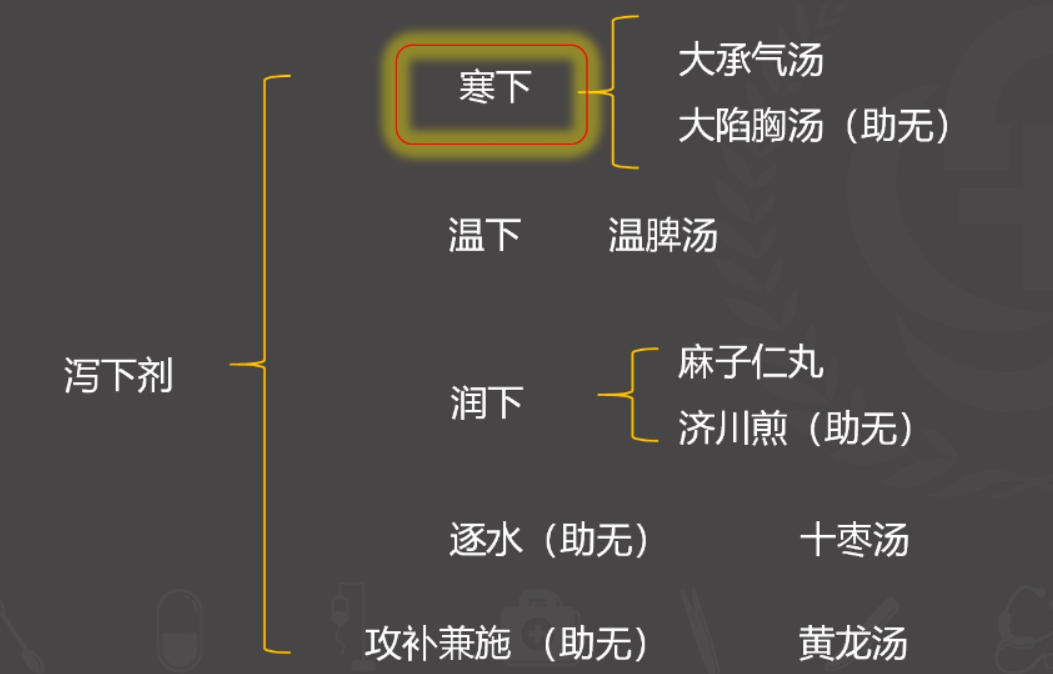 寒下
大承气汤
大陷胸汤（助无）
温下 温脾汤
泻下剂
润下
麻子仁丸
济川煎（助无）
逐水（助无） 十枣汤
攻补兼施（助无） 黄龙汤